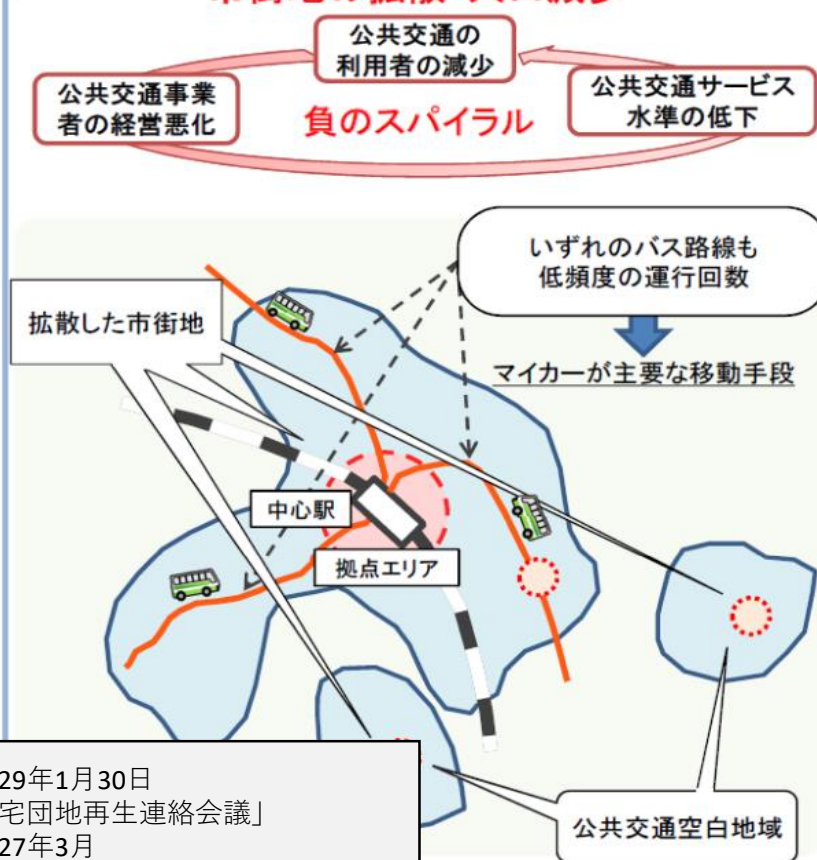 公共交通の
利用者の減少
公共交通事業
者の経営悪化
公共交通サービス
水準の低下
負のスパイラル
いずれのバス路線も
低頻度の運行回数
マイカーが主要な移動手段
拡散した市街地
中心駅
拠点エリア
公共交通空白地域
29年1月30日
宅団地再生連絡会議」
27年3月